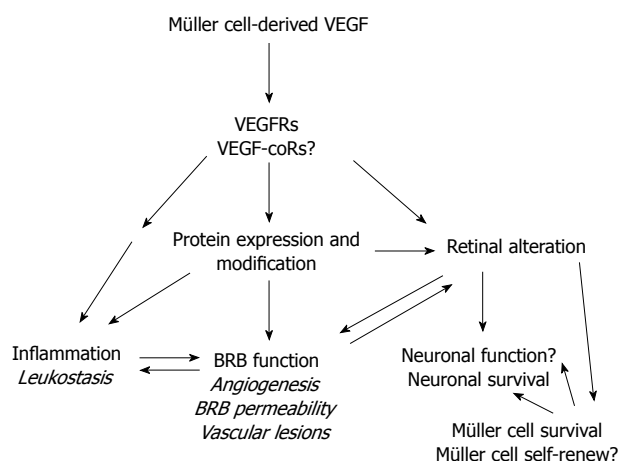 Müller cell-derived VEGF
VEGFRs
VEGF-coRs?
Protein expression and
modification
Retinal alteration
Inflammation
Leukostasis
BRB function
Angiogenesis
BRB permeability
Vascular lesions
Neuronal function?
Neuronal survival
Müller cell survival
Müller cell self-renew?